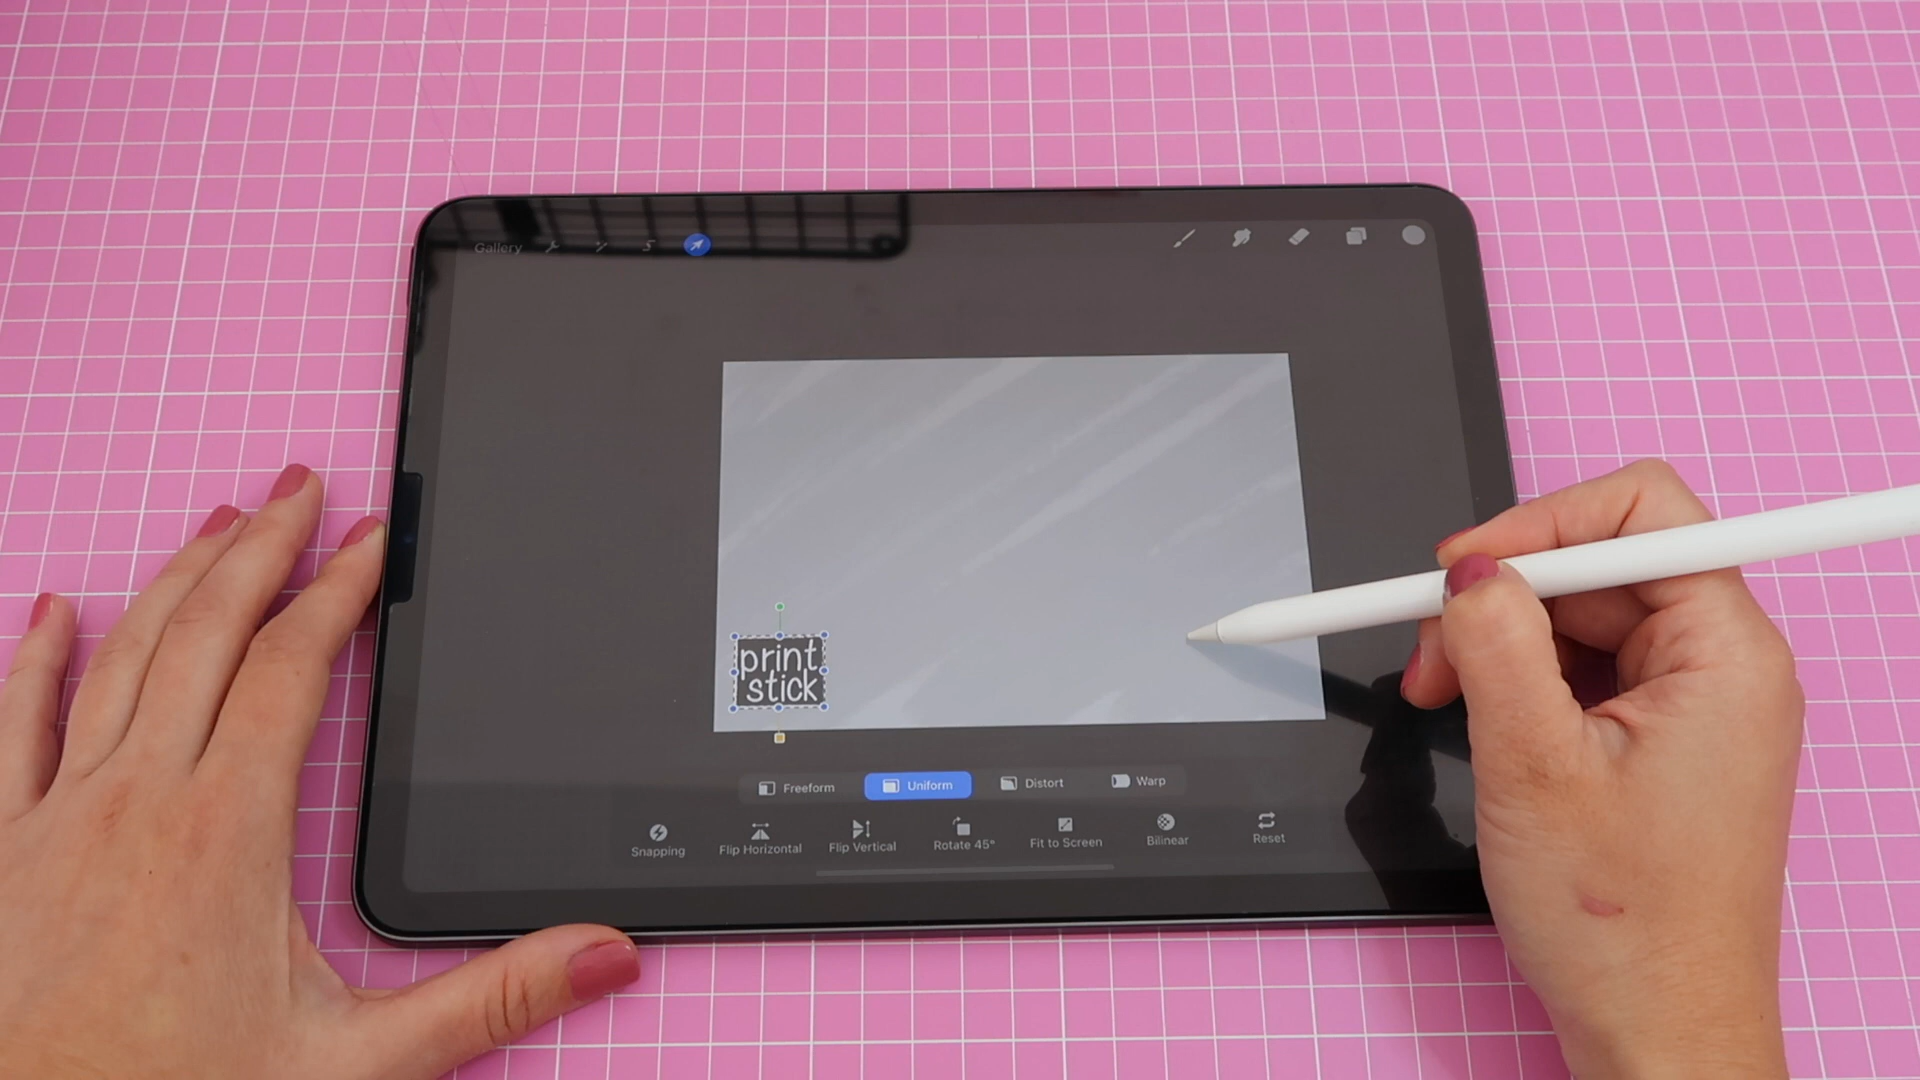 Gallery
print
stick
Freeform
Uniform
Distort
Warp
Snapping
Flip Horizontal
Flip Vertical
Rotate 45°
Fit to Screen
Bilinear
Reset